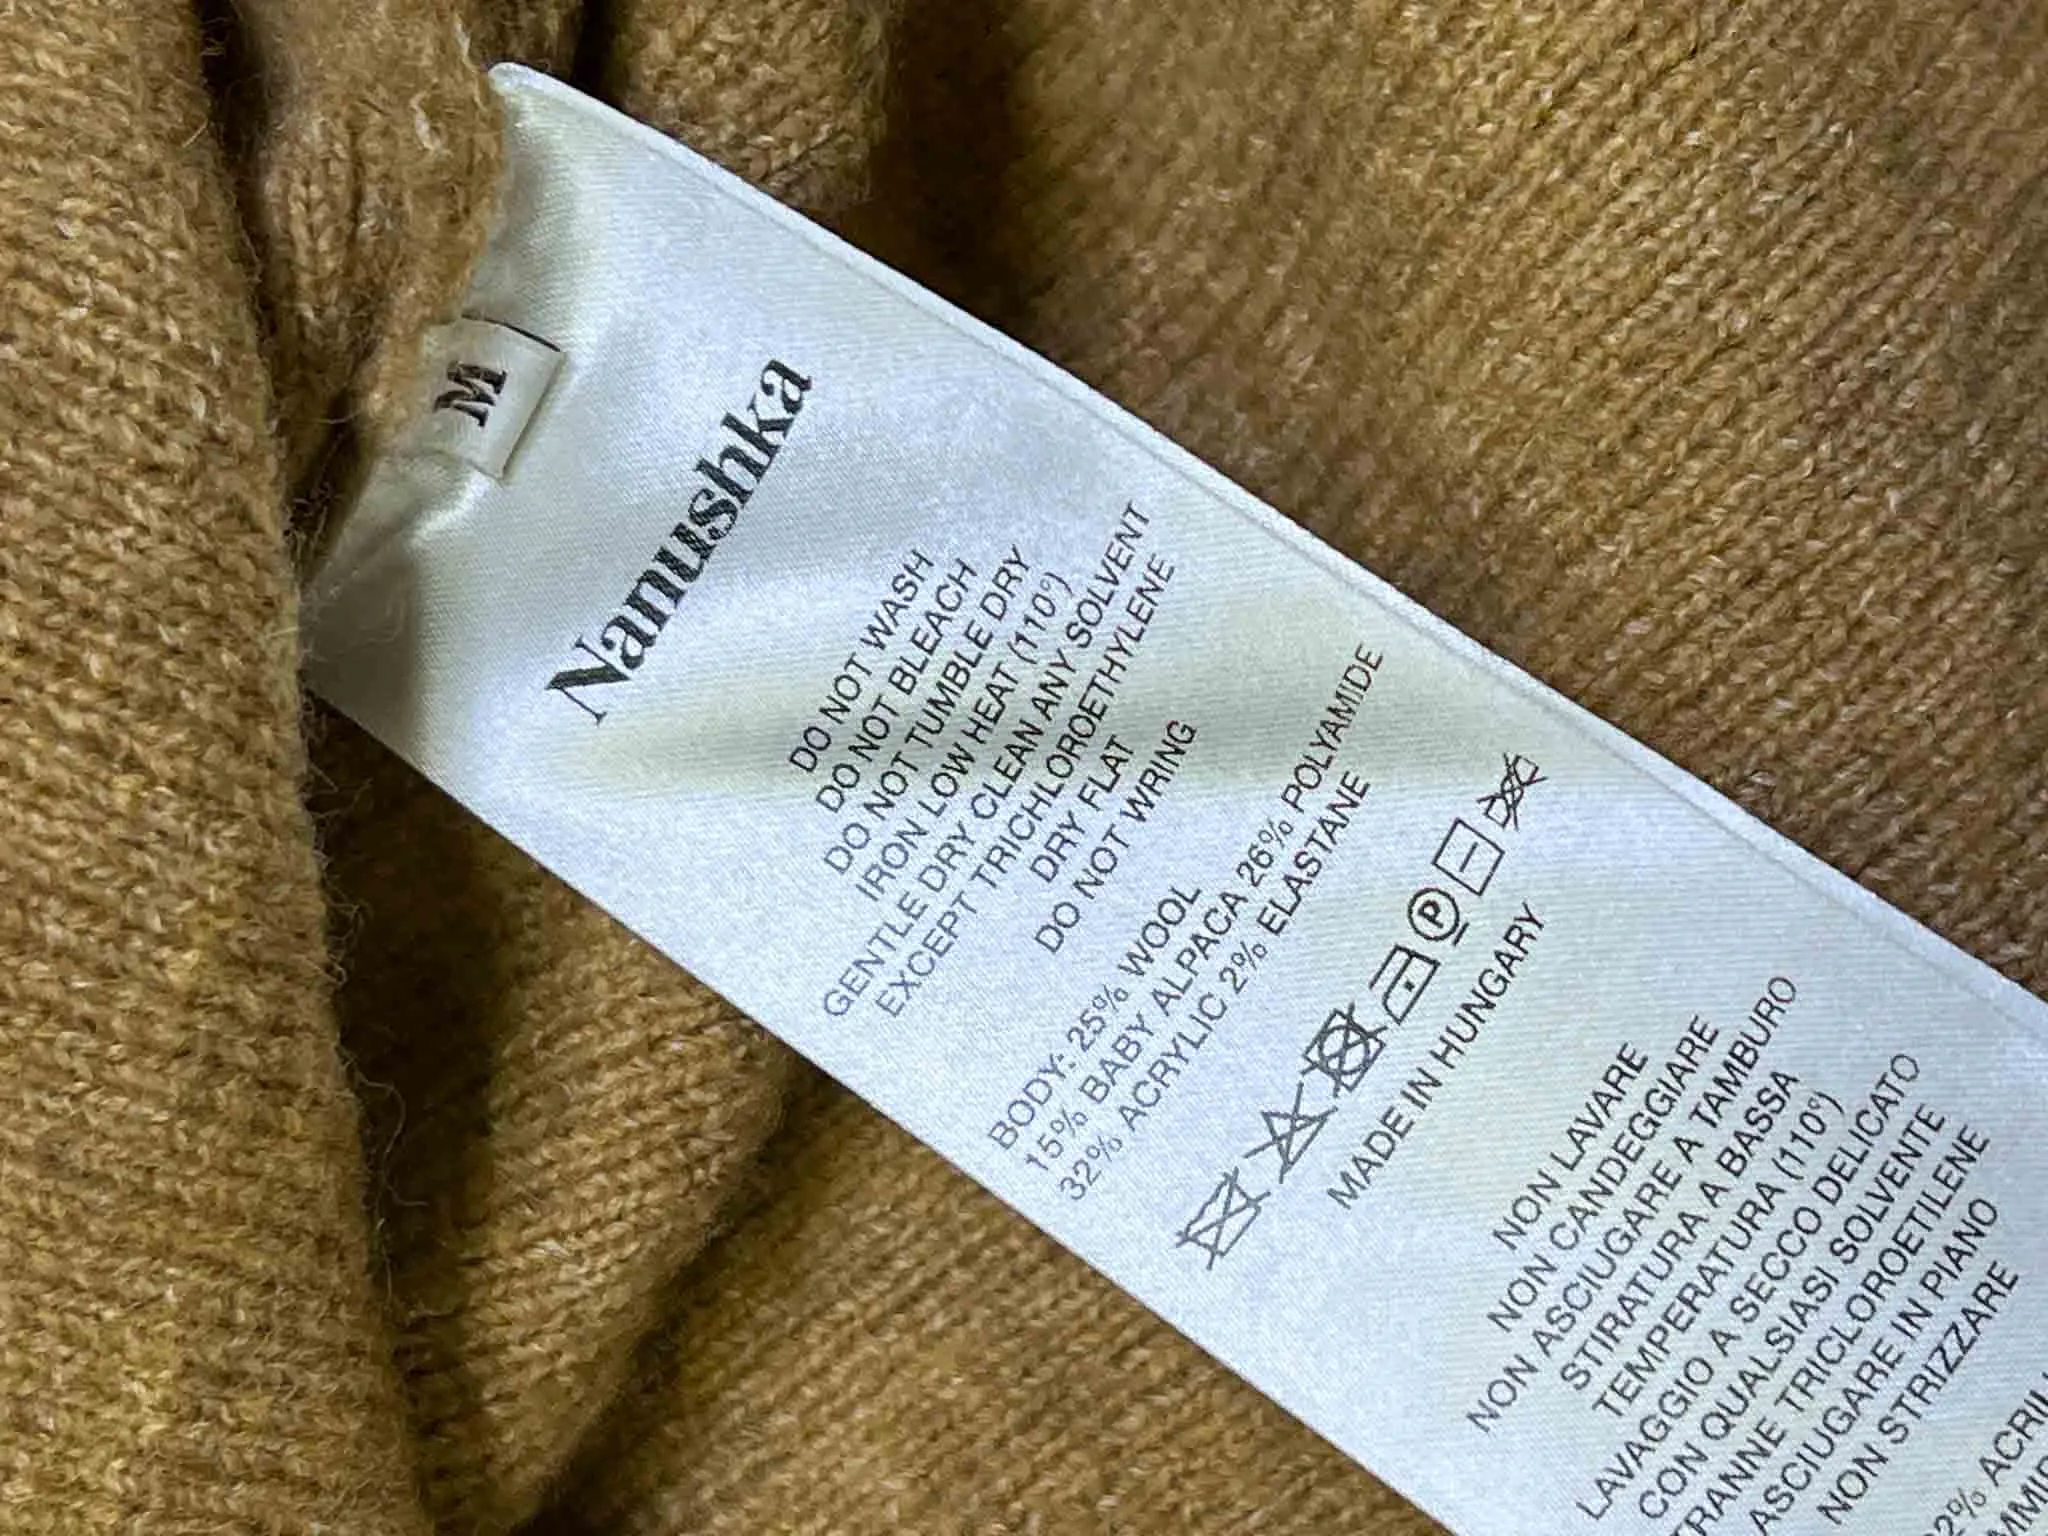 M
Nanushka
DO NOT WASH
DO NOT BLEACH
DO NOT TUMBLE DRY
IRON LOW HEAT (110°)
GENTLE DRY CLEAN ANY SOLVENT
EXCEPT TRICHLOROETHYLENE
DRY FLAT
DO NOT WRING
BODY: 25% WOOL
15% BABY ALPACA 26% POLYAMIDE
32% ACRYLIC 2% ELASTANE
P
MADE IN HUNGARY
NON LAVARE
NON CANDEGGIARE
NON ASCIUGARE A TAMBURO
STIRATURA A BASSA
TEMPERATURA (110°)
LAVAGGIO A SECCO DELICATO
CON QUALSIASI SOLVENTE
TRANNE TRICLOROETILENE
ASCIUGARE IN PIANO
NON STRIZZARE